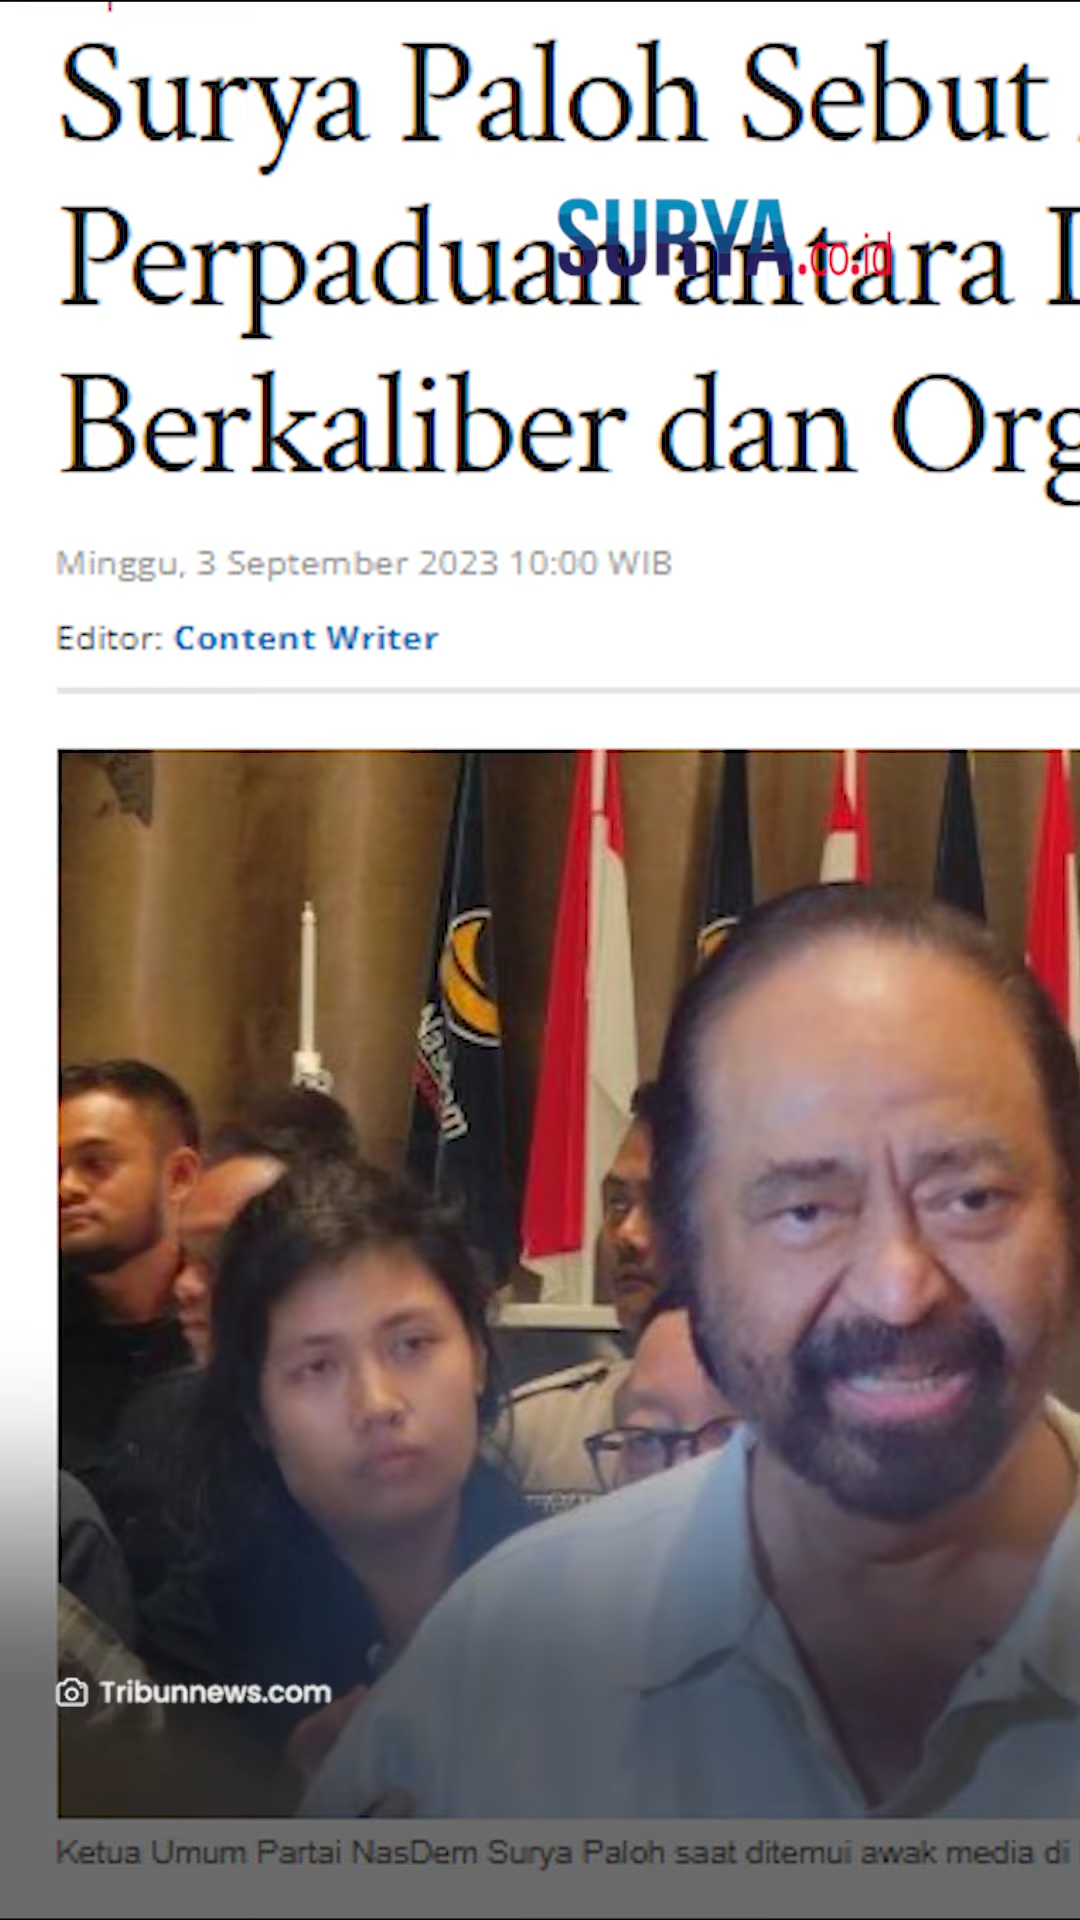 Surya Paloh Sebut
Perpaduan antara
SURYA.co.id
Berkaliber dan Org
Minggu, 3 September 2023 10:00 WIB
Editor: Content Writer
NasDem
Tribunnews.com
Ketua Umum Partai NasDem Surya Paloh saat ditemui awak media di